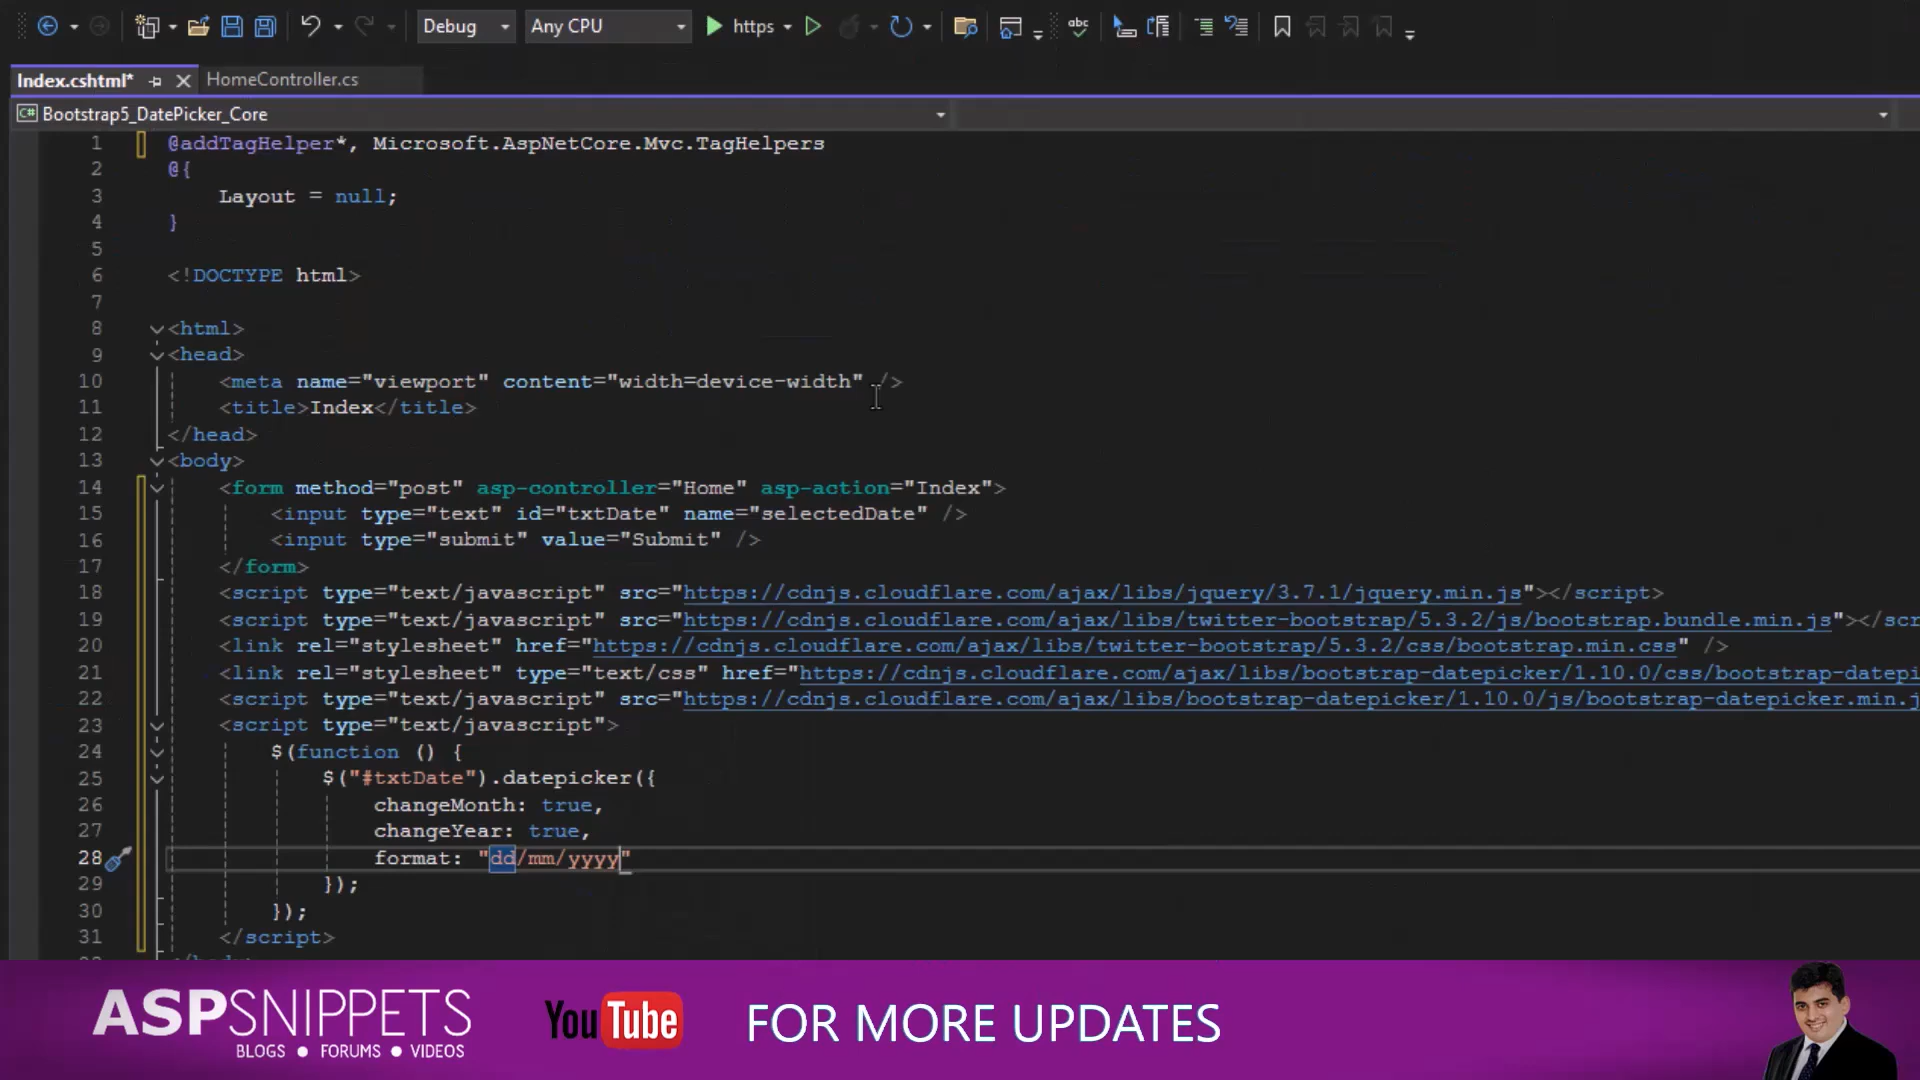 Debug
Any CPU
https
abc
Index.cshtml*
HomeController.cs
C# Bootstrap5_DatePicker_Core
1 @addTagHelper*, Microsoft.AspNetCore.Mvc.TagHelpers
2 @{
3 Layout = null;
4 }
5
6 <!DOCTYPE html>
7
8 <html>
9 <head>
10 <meta name="viewport" content="width=device-width" />
11 <title>Index</title>
12 </head>
13 <body>
14 <form method="post" asp-controller="Home" asp-action="Index">
15 <input type="text" id="txtDate" name="selectedDate" />
16 <input type="submit" value="Submit" />
17 </form>
18 <script type="text/javascript" src="https://cdnjs.cloudflare.com/ajax/libs/jquery/3.7.1/jquery.min.js"></script>
19 <script type="text/javascript" src="https://cdnjs.cloudflare.com/ajax/libs/twitter-bootstrap/5.3.2/js/bootstrap.bundle.min.js"></scr
20 <link rel="stylesheet" href="https://cdnjs.cloudflare.com/ajax/libs/twitter-bootstrap/5.3.2/css/bootstrap.min.css" />
21 <link rel="stylesheet" type="text/css" href="https://cdnjs.cloudflare.com/ajax/libs/bootstrap-datepicker/1.10.0/css/bootstrap-datepi
22 <script type="text/javascript" src="https://cdnjs.cloudflare.com/ajax/libs/bootstrap-datepicker/1.10.0/js/bootstrap-datepicker.min.j
23 <script type="text/javascript">
24 $(function () {
25 $("#txtDate").datepicker({
26 changeMonth: true,
27 changeYear: true,
28 format: "dd/mm/yyyy"
29 });
30 });
31 </script>
ASPSNIPPETS
BLOGS ● FORUMS ● VIDEOS
YouTube
FOR MORE UPDATES